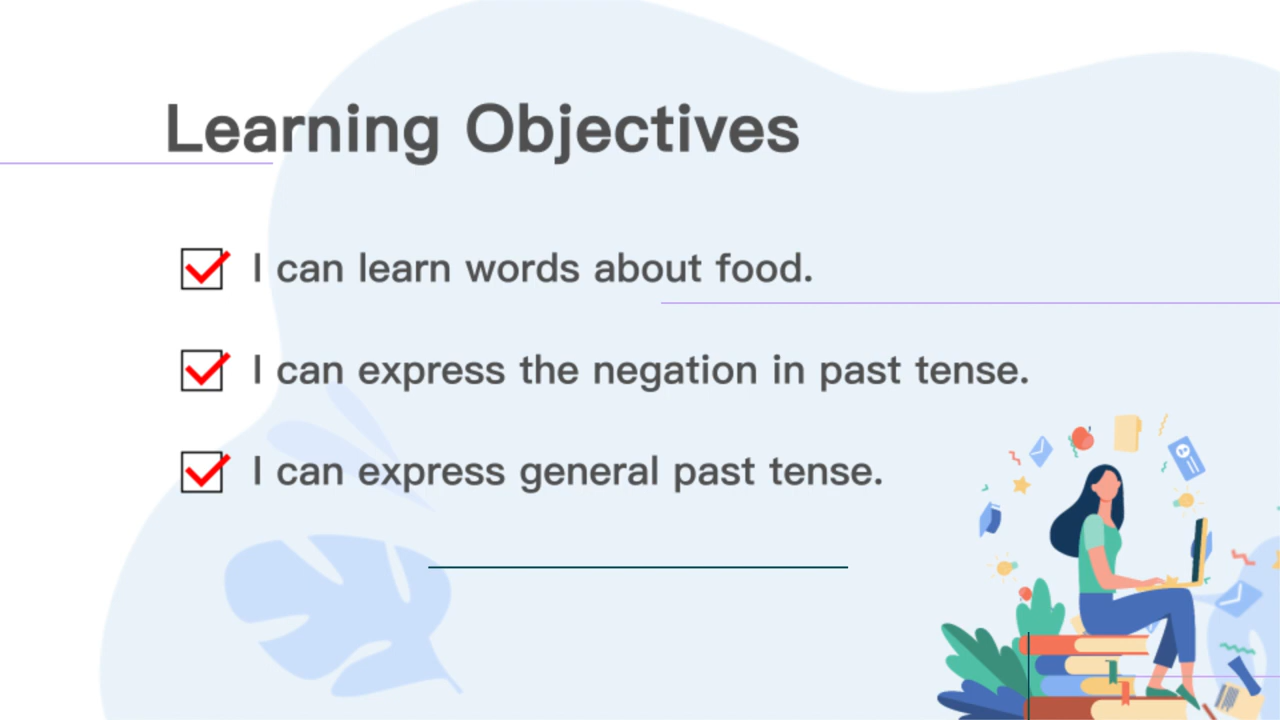 Learning Objectives
I can learn words about food.
I can express the negation in past tense.
I can express general past tense.